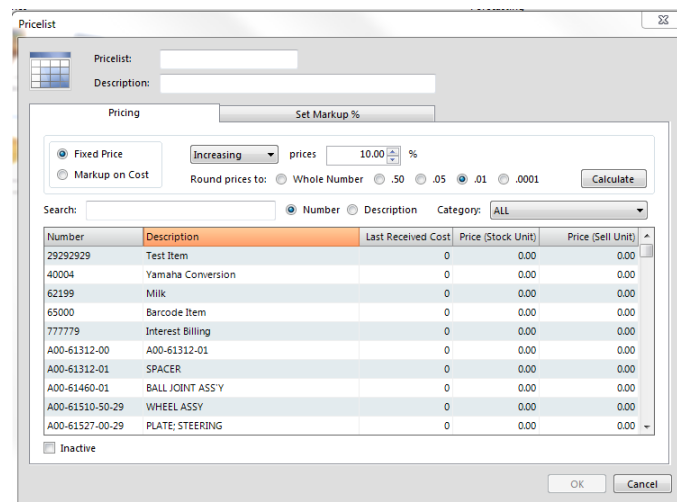 Pricelist
Pricelist:
Description:
Pricing Set Markup %
Fixed Price Increasing prices 10.00 %
Markup on Cost Round prices to: Whole Number .50 .05 .01 .0001 Calculate
Search: Number Description Category: ALL
Number Description Last Received Cost Price (Stock Unit) Price (Sell Unit)
29292929 Test Item 0 0.00 0.00
40004 Yamaha Conversion 0 0.00 0.00
62199 Milk 0 0.00 0.00
65000 Barcode Item 0 0.00 0.00
777779 Interest Billing 0 0.00 0.00
A00-61312-00 A00-61312-01 0 0.00 0.00
A00-61312-01 SPACER 0 0.00 0.00
A00-61460-01 BALL JOINT ASS'Y 0 0.00 0.00
A00-61510-50-29 WHEEL ASSY 0 0.00 0.00
A00-61527-00-29 PLATE; STEERING 0 0.00 0.00
Inactive
OK Cancel